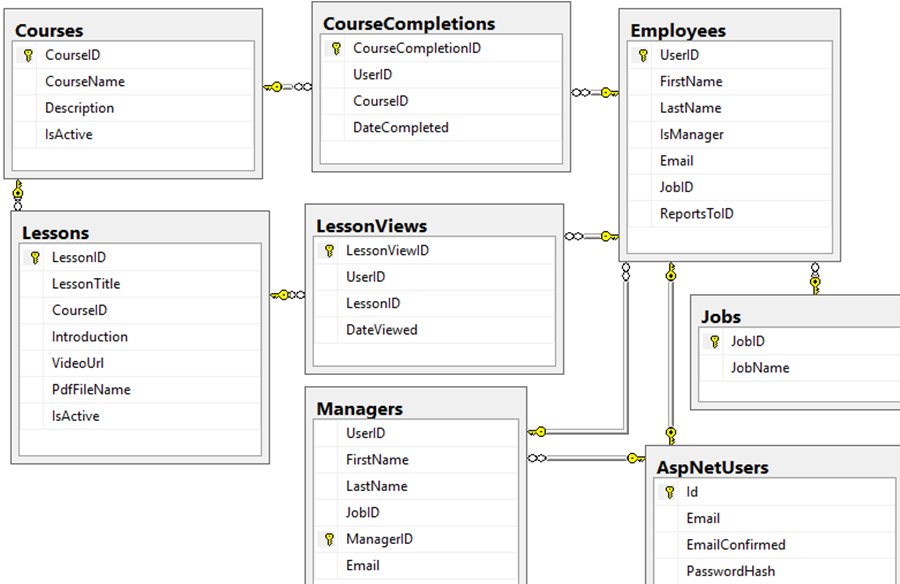 Courses
CourseID
CourseName
Description
IsActive
CourseCompletions
CourseCompletionID
UserID
CourseID
DateCompleted
Employees
UserID
FirstName
LastName
IsManager
Email
JobID
ReportsToID
Lessons
LessonID
LessonTitle
CourseID
Introduction
VideoUrl
PdfFileName
IsActive
LessonViews
LessonViewID
UserID
LessonID
DateViewed
Jobs
JobID
JobName
Managers
UserID
FirstName
LastName
JobID
ManagerID
Email
AspNetUsers
Id
Email
EmailConfirmed
PasswordHash